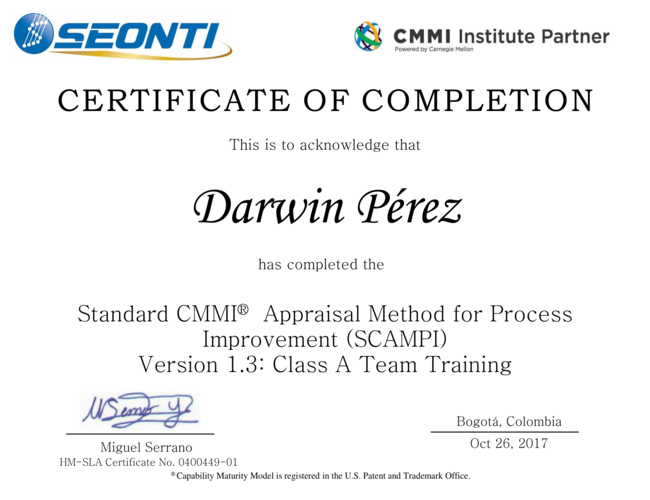 SEONTI
CMMI Institute Partner
Powered by Carnegie Mellon
CERTIFICATE OF COMPLETION
This is to acknowledge that
Darwin Pérez
has completed the
Standard CMMI® Appraisal Method for Process
Improvement (SCAMPI)
Version 1.3: Class A Team Training
Bogotá, Colombia
Miguel Serrano
Oct 26, 2017
HM-SLA Certificate No. 0400449-01
®Capability Maturity Model is registered in the U.S. Patent and Trademark Office.